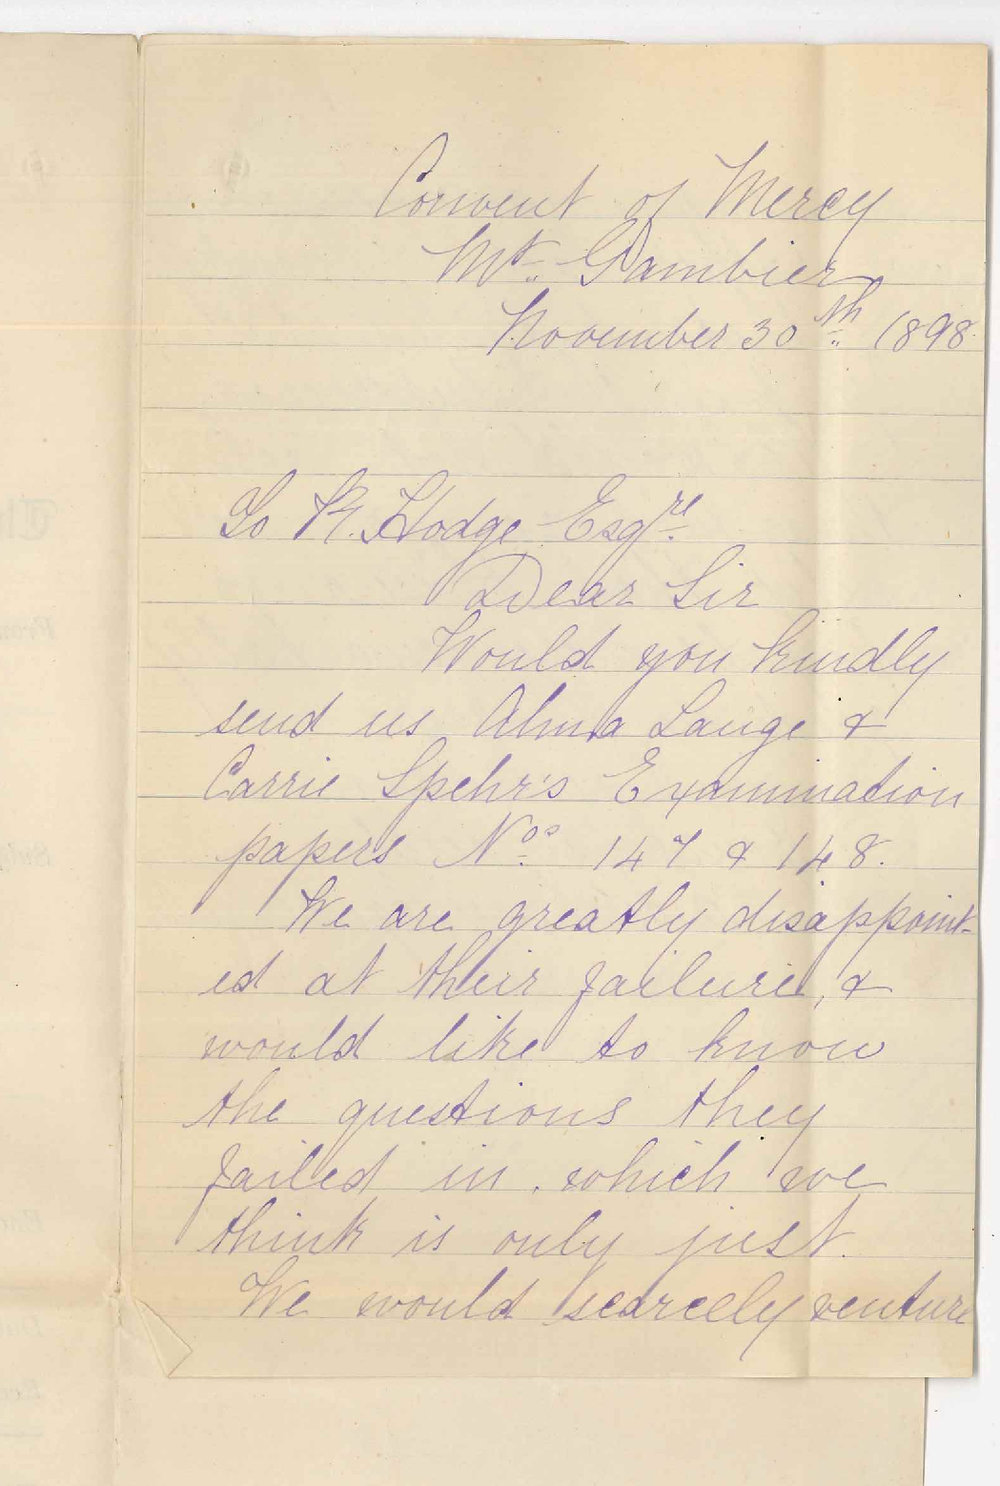 Convent of Mercy
Mt. Gambier
November 30th 1898.
To R. Hodge Esqre.
Dear Sir
Would you kindly
send us Alma Lange &
Carrie Spehr's Examination
papers Nos. 147 & 148.
We are greatly disappoint-
ed at their failure, &
would like to know
the questions they
failed in, which we
think is only just.
We would scarcely venture